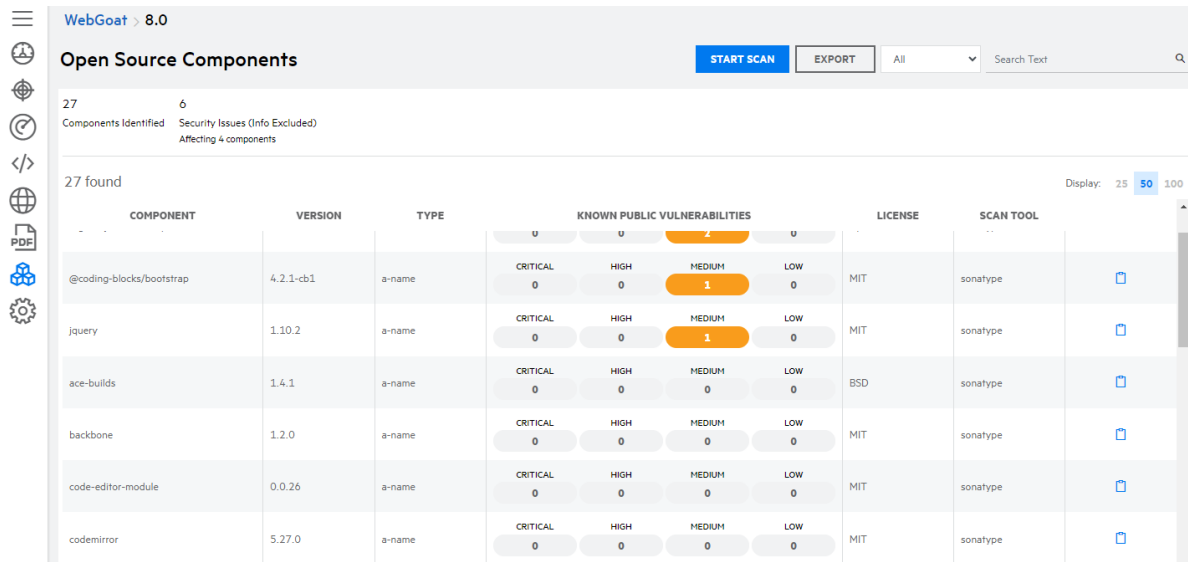 WebGoat > 8.0
Open Source Components
START SCAN
EXPORT
All
Search Text
27
6
Components Identified
Security Issues (Info Excluded)
Affecting 4 components
27 found
Display: 25 50 100
COMPONENT VERSION TYPE KNOWN PUBLIC VULNERABILITIES LICENSE SCAN TOOL
0 0 2 0
CRITICAL HIGH MEDIUM LOW
@coding-blocks/bootstrap 4.2.1-cb1 a-name 0 0 1 0 MIT sonatype
CRITICAL HIGH MEDIUM LOW
jquery 1.10.2 a-name 0 0 1 0 MIT sonatype
CRITICAL HIGH MEDIUM LOW
ace-builds 1.4.1 a-name 0 0 0 0 BSD sonatype
CRITICAL HIGH MEDIUM LOW
backbone 1.2.0 a-name 0 0 0 0 MIT sonatype
CRITICAL HIGH MEDIUM LOW
code-editor-module 0.0.26 a-name 0 0 0 0 MIT sonatype
CRITICAL HIGH MEDIUM LOW
codemirror 5.27.0 a-name 0 0 0 0 MIT sonatype
PDF